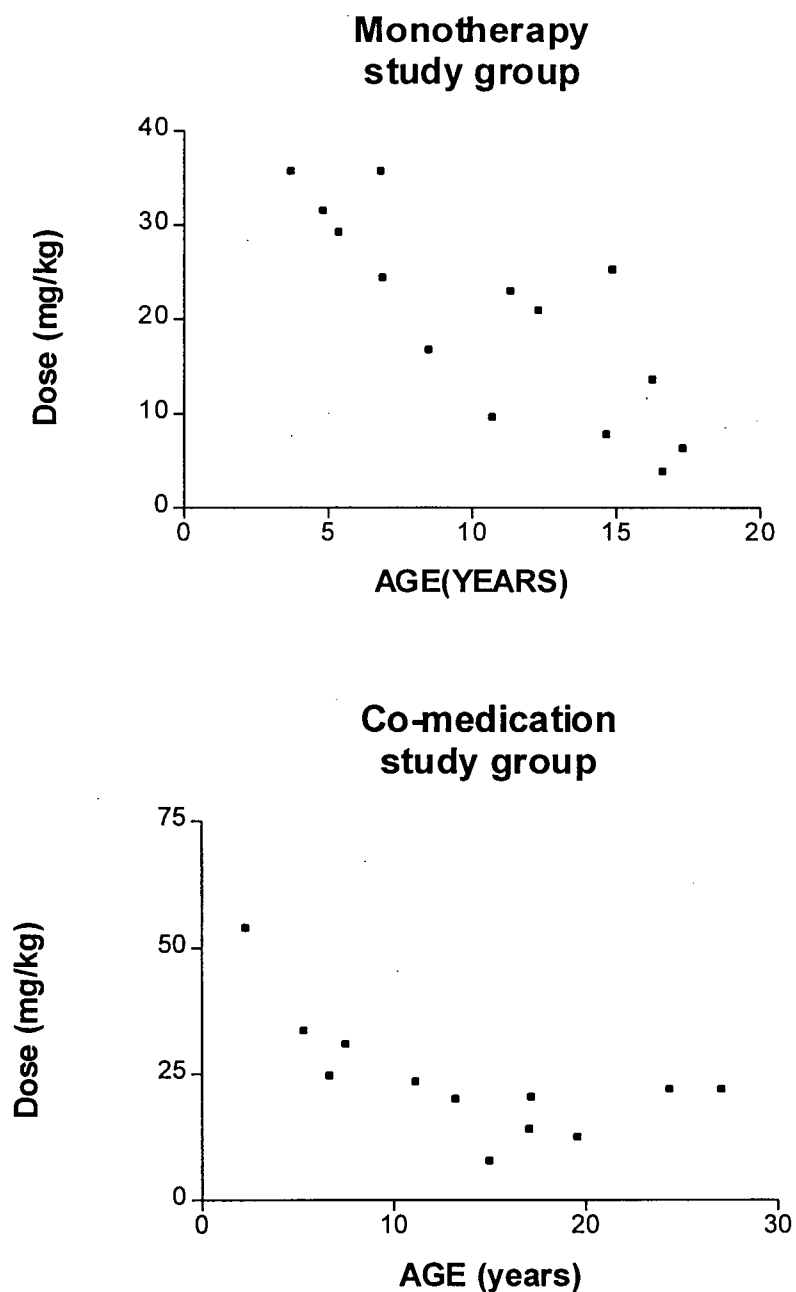 Monotherapy
study group
40
30
20
10
0
Dose (mg/kg)
0 5 10 15 20
AGE(YEARS)
Co-medication
study group
75
50
25
0
Dose (mg/kg)
0 10 20 30
AGE (years)